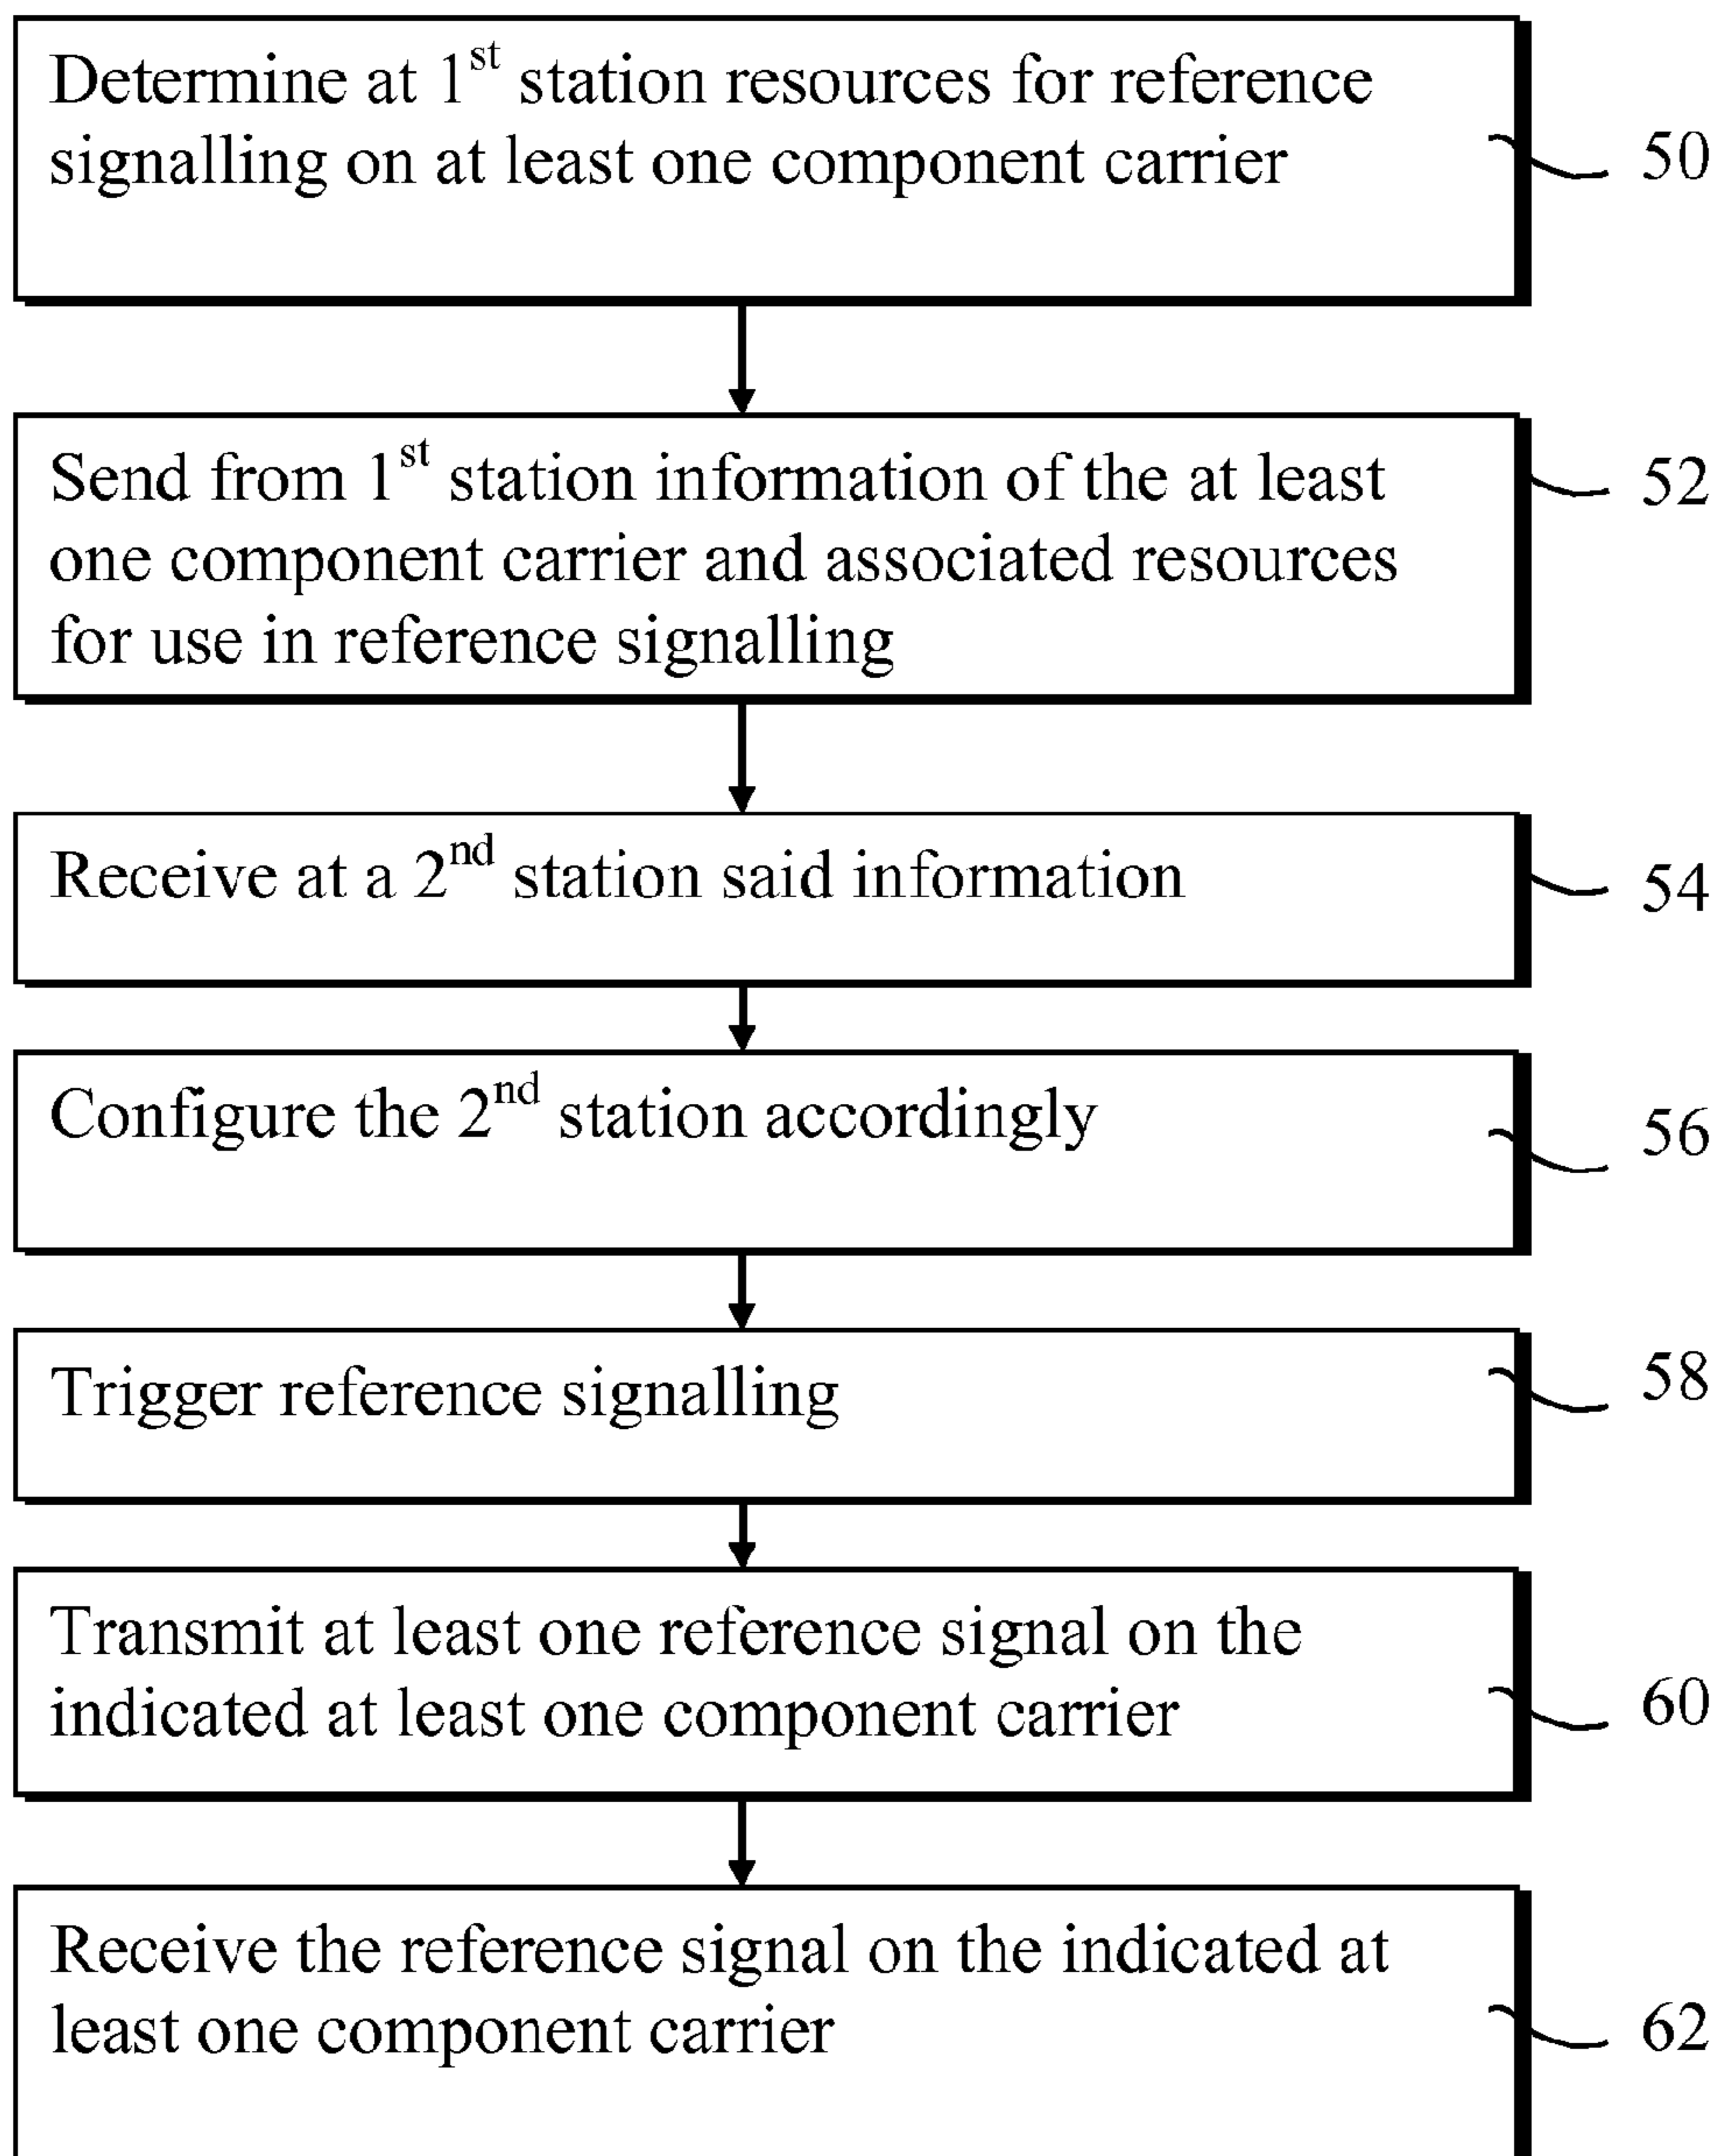 Determine at 1st station resources for reference
signalling on at least one component carrier
50
Send from 1st station information of the at least
one component carrier and associated resources
for use in reference signalling
52
Receive at a 2nd station said information
54
Configure the 2nd station accordingly
56
Trigger reference signalling
58
Transmit at least one reference signal on the
indicated at least one component carrier
60
Receive the reference signal on the indicated at
least one component carrier
62